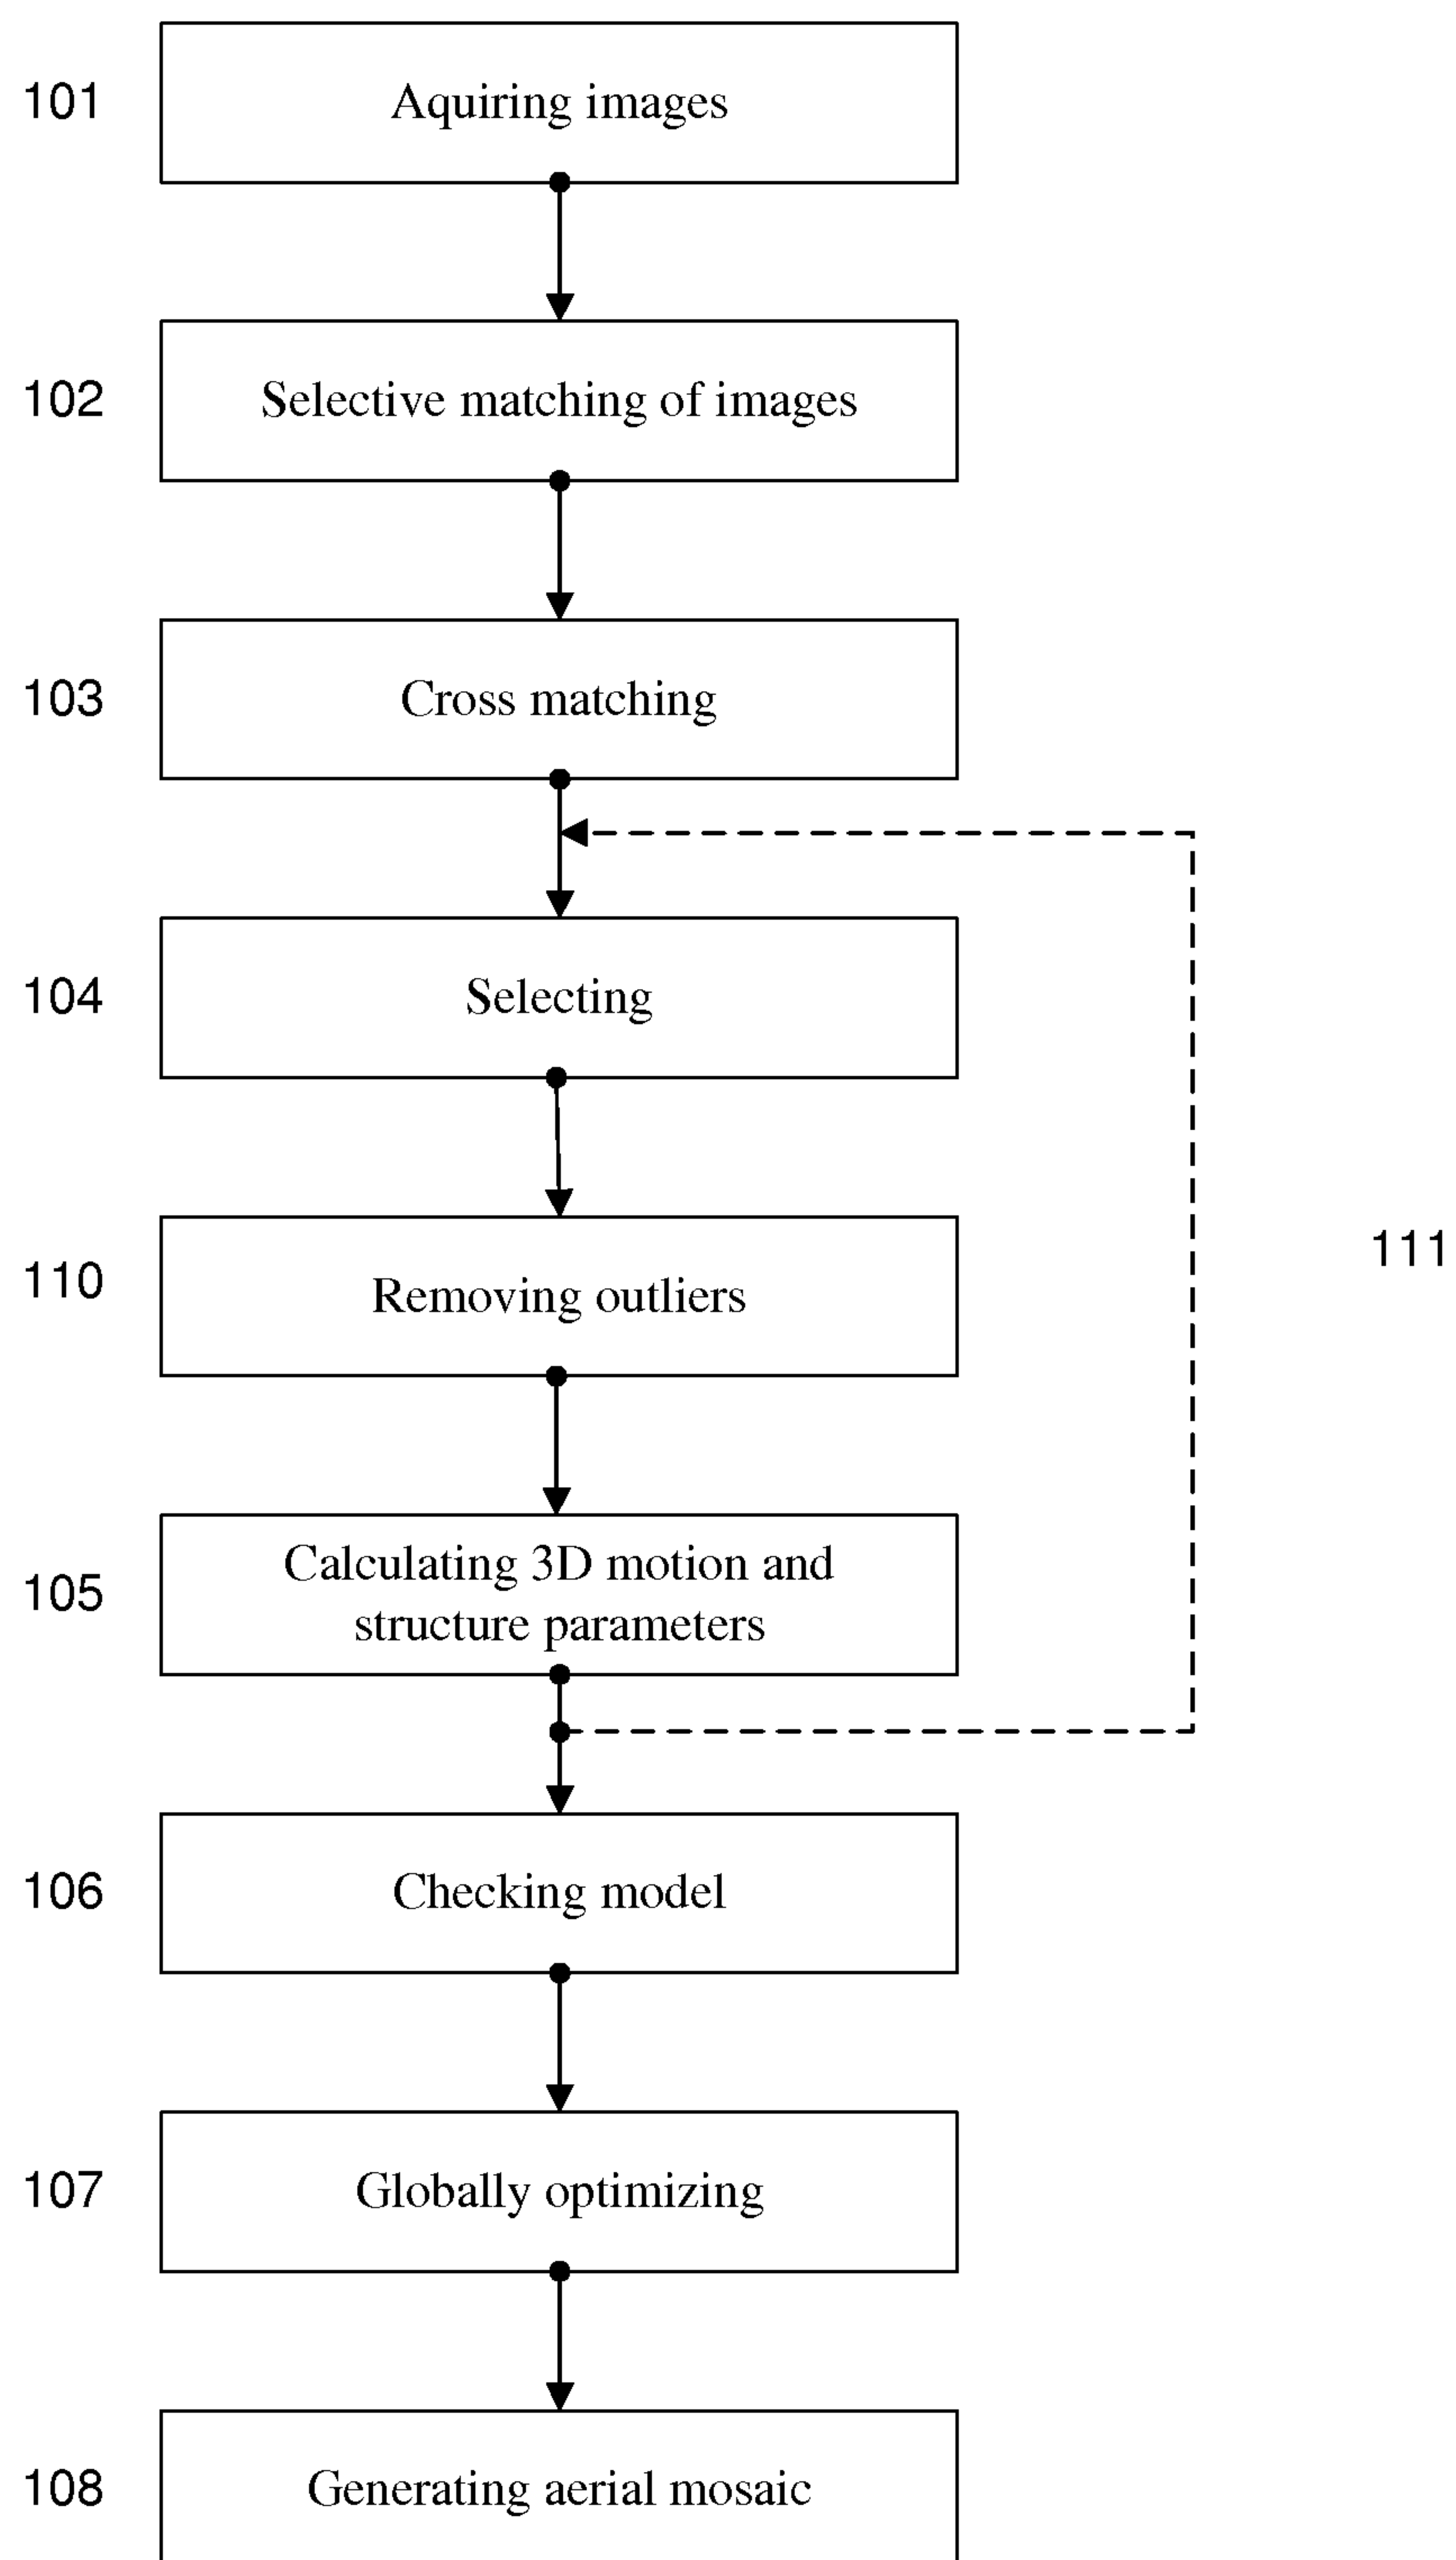 101
Aquiring images
102
Selective matching of images
103
Cross matching
104
Selecting
110
Removing outliers
111
105
Calculating 3D motion and
structure parameters
106
Checking model
107
Globally optimizing
108
Generating aerial mosaic